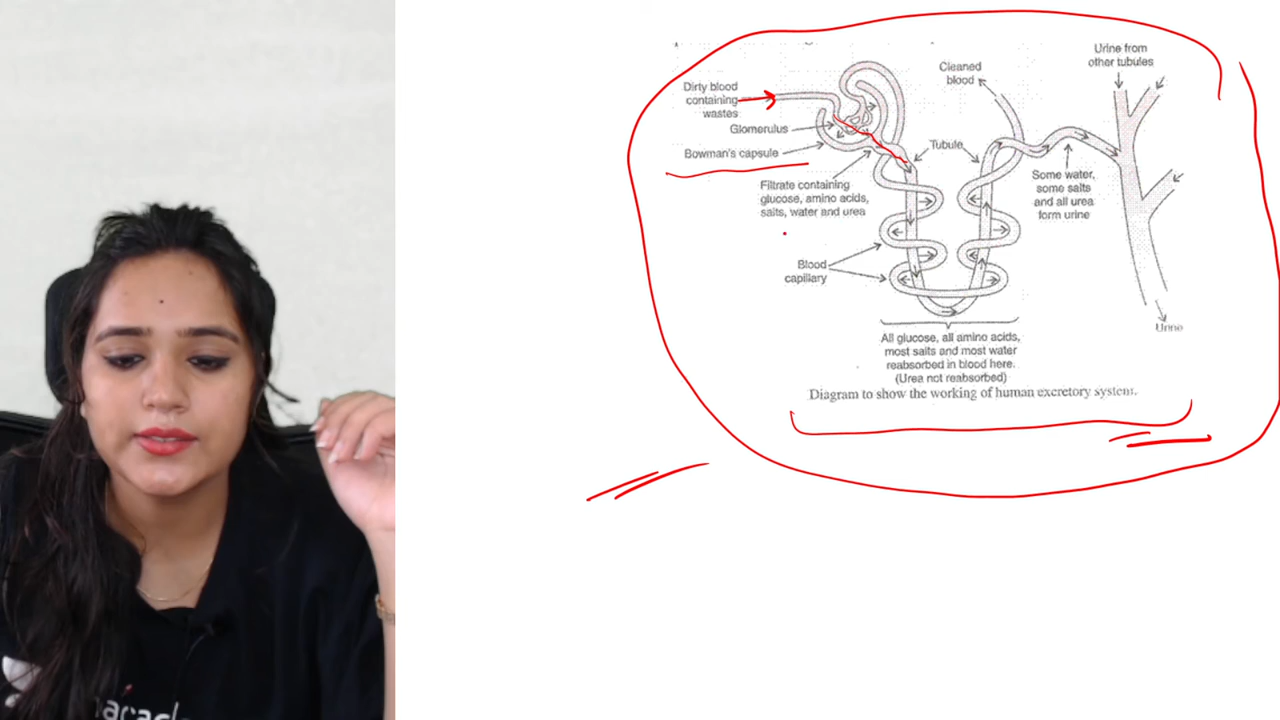 Urine from
other tubules
Cleaned
blood
Dirty blood
containing
wastes
Glomerulus
Bowman's capsule
Tubule
Filtrate containing
glucose, amino acids,
salts, water and urea
Some water,
some salts
and all urea
form urine
Blood
capillary
Urine
All glucose, all amino acids,
most salts and most water
reabsorbed in blood here.
(Urea not reabsorbed)
Diagram to show the working of human excretory system.